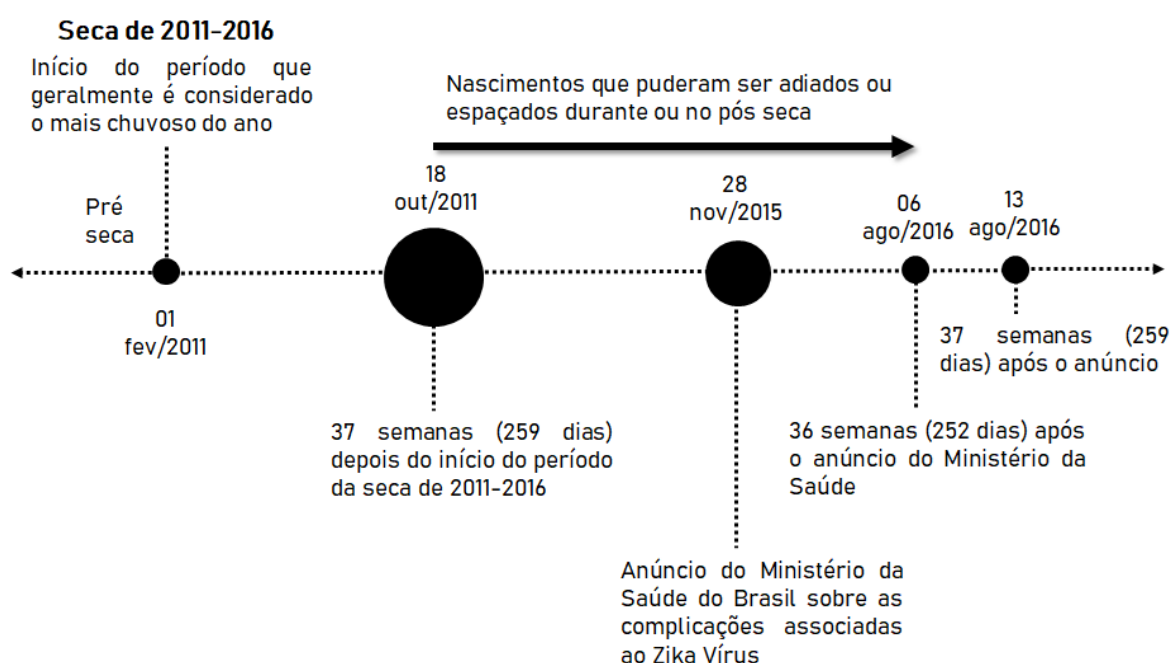 Seca de 2011-2016
Início do período que
geralmente é considerado
o mais chuvoso do ano
Nascimentos que puderam ser adiados ou
espaçados durante ou no pós seca
Pré
seca
01
fev/2011
18
out/2011
28
nov/2015
06
ago/2016
13
ago/2016
37 semanas (259 dias)
depois do início do período
da seca de 2011-2016
Anúncio do Ministério da
Saúde do Brasil sobre as
complicações associadas
ao Zika Vírus
36 semanas (252 dias) após
o anúncio do Ministério da
Saúde
37 semanas (259
dias) após o anúncio